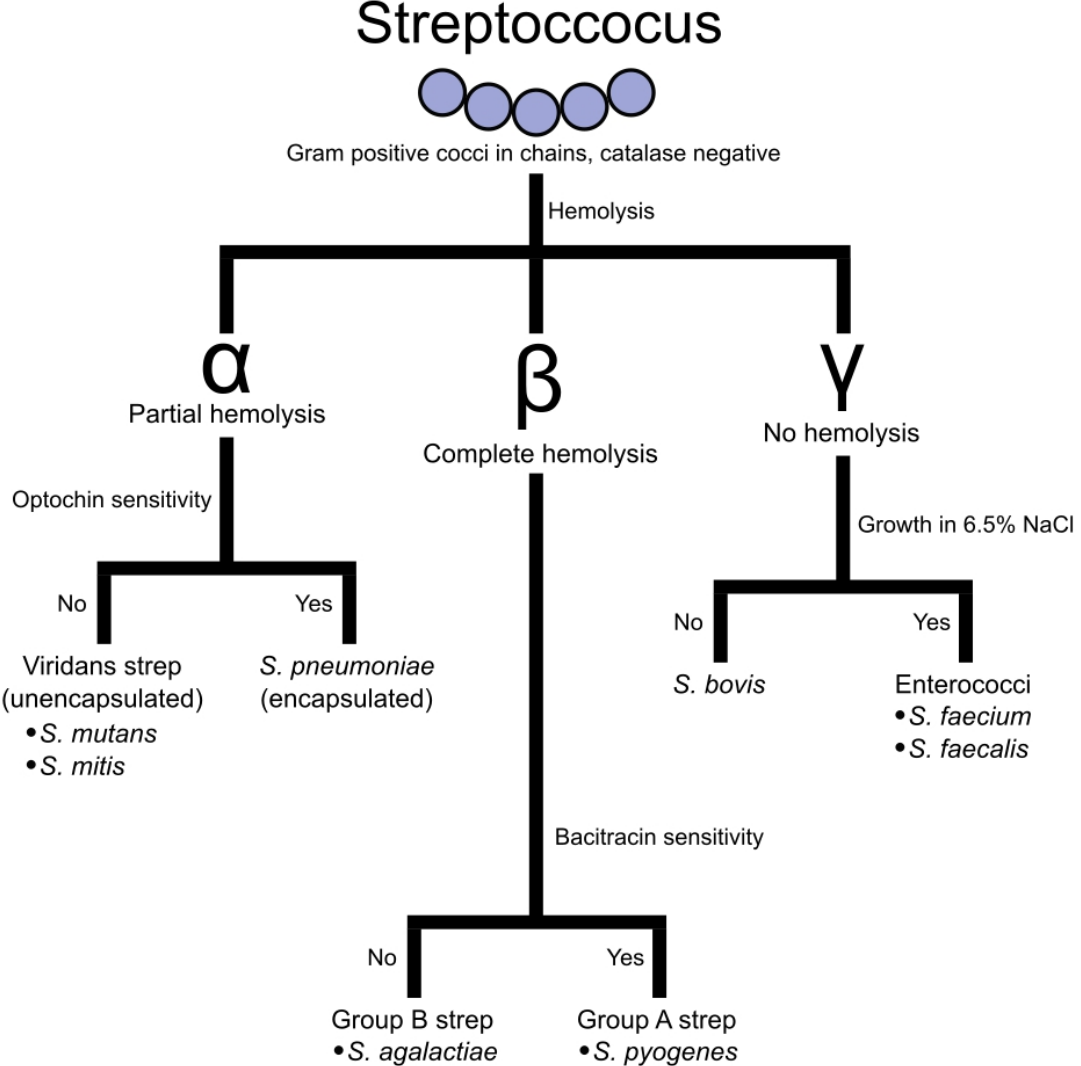 Streptoccocus
Gram positive cocci in chains, catalase negative
Hemolysis
α
Partial hemolysis
Optochin sensitivity
No
Yes
Viridans strep
(unencapsulated)
•S. mutans
•S. mitis
S. pneumoniae
(encapsulated)
β
Complete hemolysis
Bacitracin sensitivity
No
Yes
Group B strep
•S. agalactiae
Group A strep
•S. pyogenes
γ
No hemolysis
Growth in 6.5% NaCl
No
Yes
S. bovis
Enterococci
•S. faecium
•S. faecalis